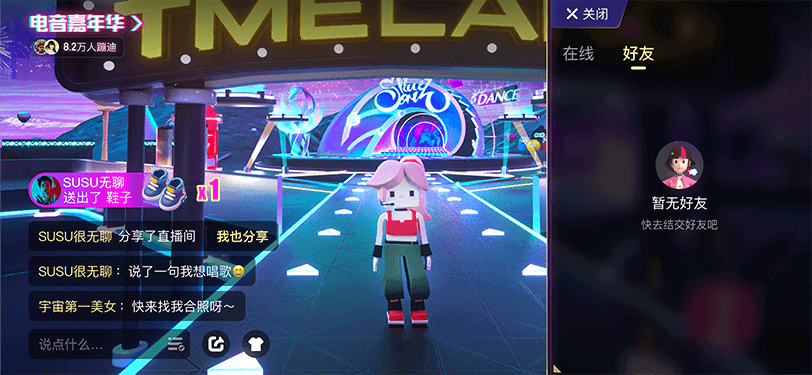 电音嘉年华
8.2万人蹦迪
TMELAND
DANCE
SUSU无聊
送出了 鞋子
x1
SUSU很无聊 分享了直播间 我也分享
SUSU很无聊：说了一句我想唱歌😊
宇宙第一美女：快来找我合照呀～
说点什么...
关闭
在线 好友
暂无好友
快去结交好友吧